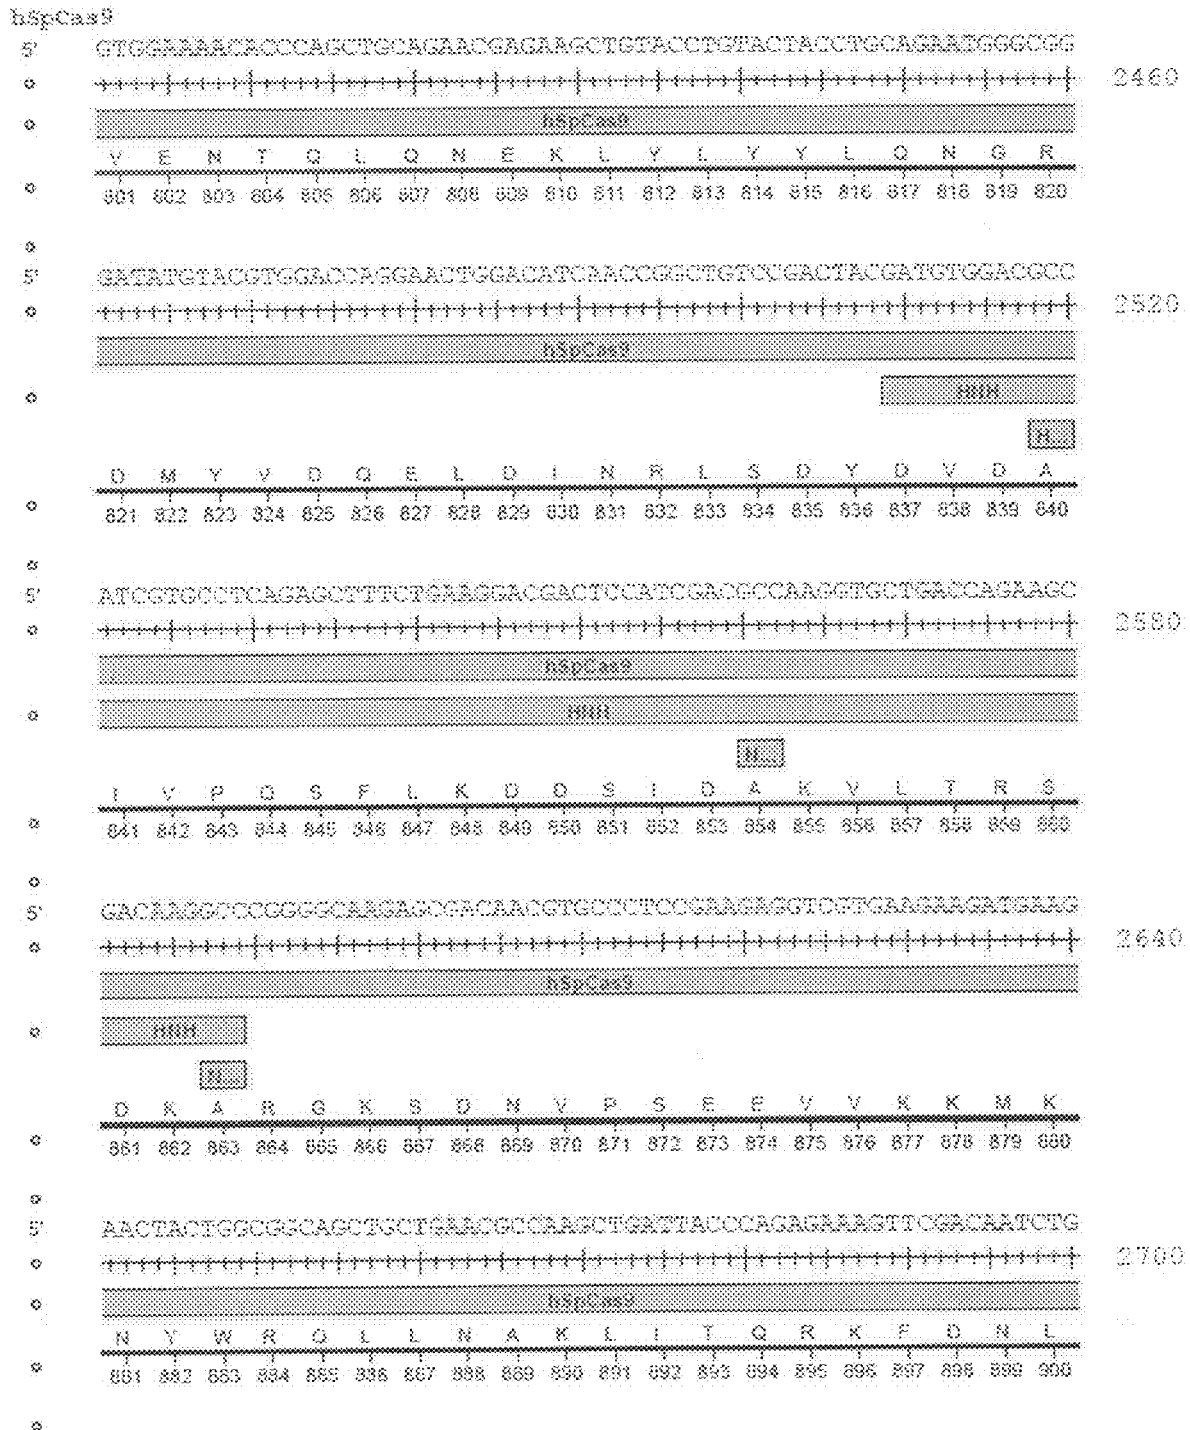 hSpCas9
5' GTGGAAAACACCCAGCTGCAGAACGAGAAGCTGTACCTGTACTACCTGCAGAATGGGCGG
2460
hSpCas9
V E N T Q L Q N E K L Y L Y Y L Q N G R
801 802 803 804 805 806 807 808 809 810 811 812 813 814 815 816 817 818 819 820
5' GATATGTACGTGGACCAGGAACTGGACATCAACCGGCTGTCCGACTACGATGTGGACGCC
2520
hSpCas9
HNH
H...
D M Y V D Q E L D I N R L S D Y D V D A
821 822 823 824 825 826 827 828 829 830 831 832 833 834 835 836 837 838 839 840
5' ATCGTGCCTCAGAGCTTTCTGAAGGACGACTCCATCGACGCCAAGGTGCTGACCAGAAGC
2580
hSpCas9
HNH
N...
I V P Q S F L K D D S I D A K V L T R S
841 842 843 844 845 846 847 848 849 850 851 852 853 854 855 856 857 858 859 860
5' GACAAGGCCCGGGGCAAGAGCGACAACGTGCCCTCCGAAGAGGTCGTGAAGAAGATGAAG
2640
hSpCas9
HNH
N...
D K A R G K S D N V P S E E V V K K M K
861 862 863 864 865 866 867 868 869 870 871 872 873 874 875 876 877 878 879 880
5' AACTACTGGCGGCAGCTGCTGAACGCCAAGCTGATTACCCAGAGAAAGTTCGACAATCTG
2700
hSpCas9
N Y W R Q L L N A K L I T Q R K F D N L
881 882 883 884 885 886 887 888 889 890 891 892 893 894 895 896 897 898 899 900